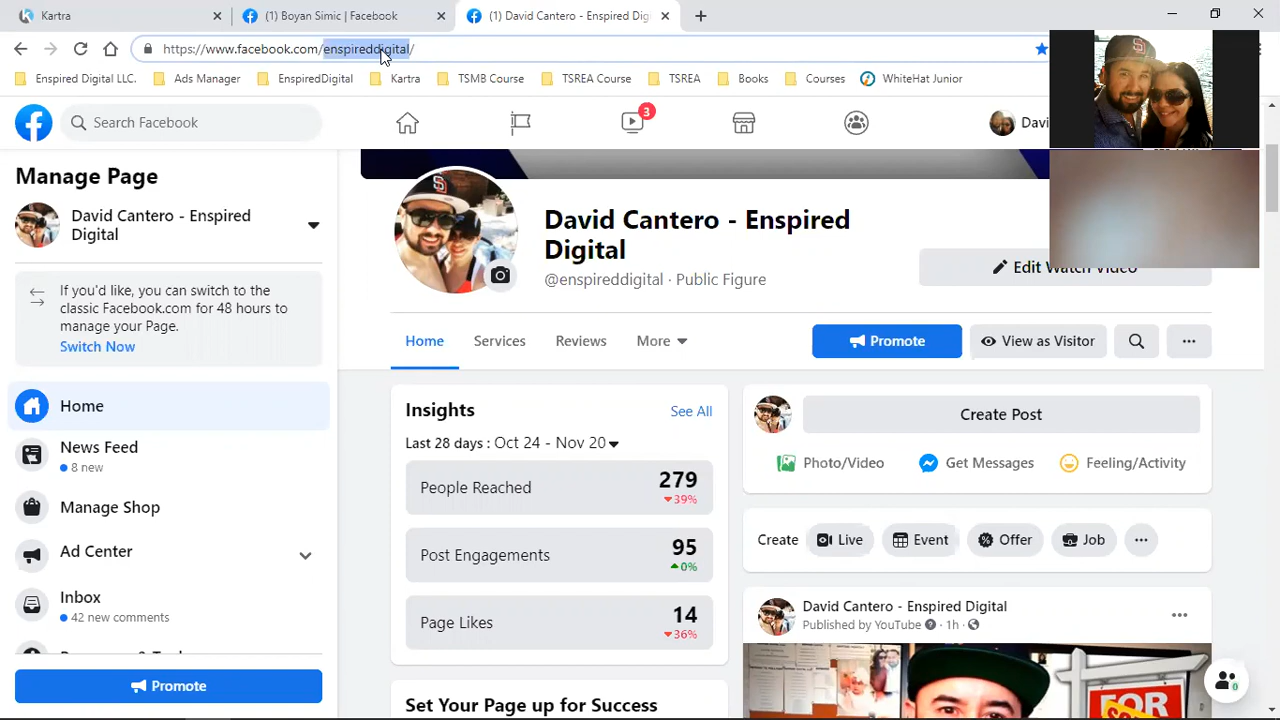 Kartra
(1) Boyan Simic | Facebook
(1) David Cantero - Enspired Dig
https://www.facebook.com/enspireddigital/
Enspired Digital LLC.
Ads Manager
EnspiredDigital
Kartra
TSMB Course
TSREA Course
TSREA
Books
Courses
WhiteHat Junior
Search Facebook
3
Davi
Manage Page
David Cantero - Enspired
Digital
If you'd like, you can switch to the
classic Facebook.com for 48 hours to
manage your Page.
Switch Now
Home
News Feed
8 new
Manage Shop
Ad Center
Inbox
42 new comments
Promote
David Cantero - Enspired
Digital
@enspireddigital · Public Figure
Edit Watch Video
Home
Services
Reviews
More
Promote
View as Visitor
Insights
See All
Last 28 days : Oct 24 - Nov 20
People Reached
279
39%
Post Engagements
95
0%
Page Likes
14
36%
Set Your Page up for Success
Create Post
Photo/Video
Get Messages
Feeling/Activity
Create
Live
Event
Offer
Job
David Cantero - Enspired Digital
Published by YouTube · 1h ·
FOR
0